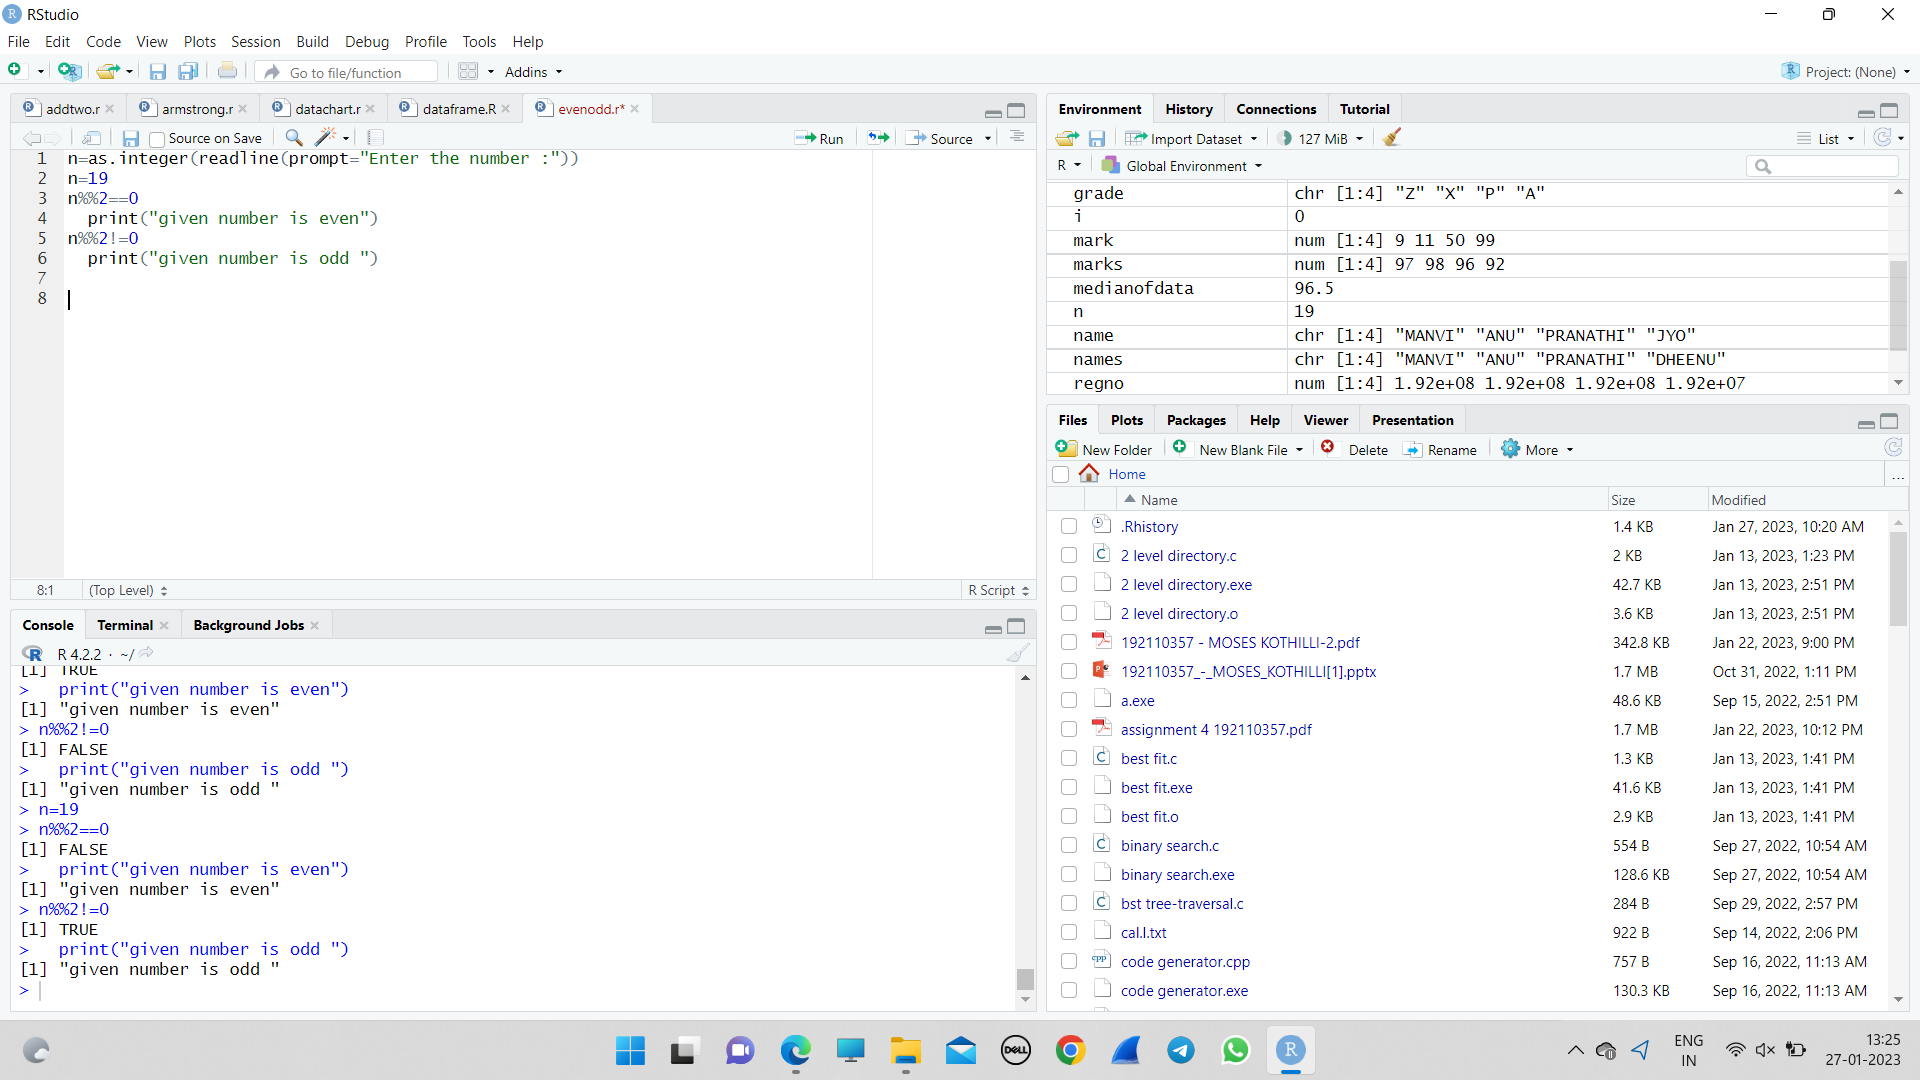 RStudio
File Edit Code View Plots Session Build Debug Profile Tools Help
Go to file/function Addins Project: (None)
addtwo.r armstrong.r datachart.r dataframe.R evenodd.r*
Source on Save Run Source
1 n=as.integer(readline(prompt="Enter the number :"))
2 n=19
3 n%%2==0
4 print("given number is even")
5 n%%2!=0
6 print("given number is odd ")
7
8
8:1 (Top Level) R Script
Console Terminal Background Jobs
R 4.2.2 · ~/
[1] TRUE
> print("given number is even")
[1] "given number is even"
> n%%2!=0
[1] FALSE
> print("given number is odd ")
[1] "given number is odd "
> n=19
> n%%2==0
[1] FALSE
> print("given number is even")
[1] "given number is even"
> n%%2!=0
[1] TRUE
> print("given number is odd ")
[1] "given number is odd "
>
Environment History Connections Tutorial
Import Dataset 127 MiB List
R Global Environment
grade chr [1:4] "Z" "X" "P" "A"
i 0
mark num [1:4] 9 11 50 99
marks num [1:4] 97 98 96 92
medianofdata 96.5
n 19
name chr [1:4] "MANVI" "ANU" "PRANATHI" "JYO"
names chr [1:4] "MANVI" "ANU" "PRANATHI" "DHEENU"
regno num [1:4] 1.92e+08 1.92e+08 1.92e+08 1.92e+07
Files Plots Packages Help Viewer Presentation
New Folder New Blank File Delete Rename More
Home ...
Name Size Modified
.Rhistory 1.4 KB Jan 27, 2023, 10:20 AM
2 level directory.c 2 KB Jan 13, 2023, 1:23 PM
2 level directory.exe 42.7 KB Jan 13, 2023, 2:51 PM
2 level directory.o 3.6 KB Jan 13, 2023, 2:51 PM
192110357 - MOSES KOTHILLI-2.pdf 342.8 KB Jan 22, 2023, 9:00 PM
192110357_-_MOSES_KOTHILLI[1].pptx 1.7 MB Oct 31, 2022, 1:11 PM
a.exe 48.6 KB Sep 15, 2022, 2:51 PM
assignment 4 192110357.pdf 1.7 MB Jan 22, 2023, 10:12 PM
best fit.c 1.3 KB Jan 13, 2023, 1:41 PM
best fit.exe 41.6 KB Jan 13, 2023, 1:41 PM
best fit.o 2.9 KB Jan 13, 2023, 1:41 PM
binary search.c 554 B Sep 27, 2022, 10:54 AM
binary search.exe 128.6 KB Sep 27, 2022, 10:54 AM
bst tree-traversal.c 284 B Sep 29, 2022, 2:57 PM
cal.l.txt 922 B Sep 14, 2022, 2:06 PM
code generator.cpp 757 B Sep 16, 2022, 11:13 AM
code generator.exe 130.3 KB Sep 16, 2022, 11:13 AM
DELL
ENG
IN
13:25
27-01-2023